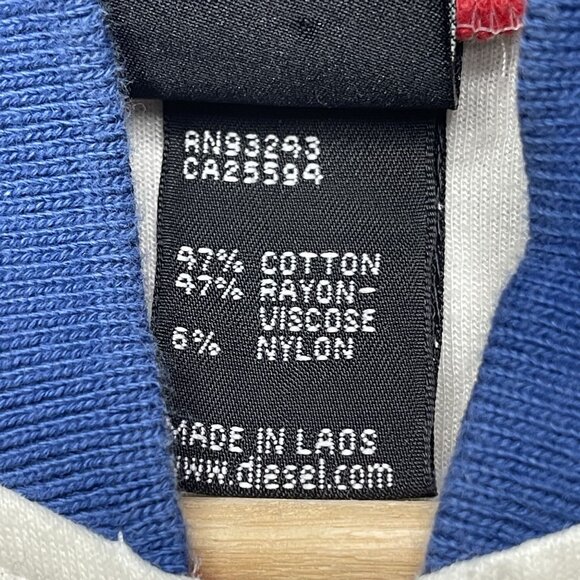 RN93243
CA25594
47% COTTON
47% RAYON-
VISCOSE
6% NYLON
MADE IN LAOS
www.diesel.com